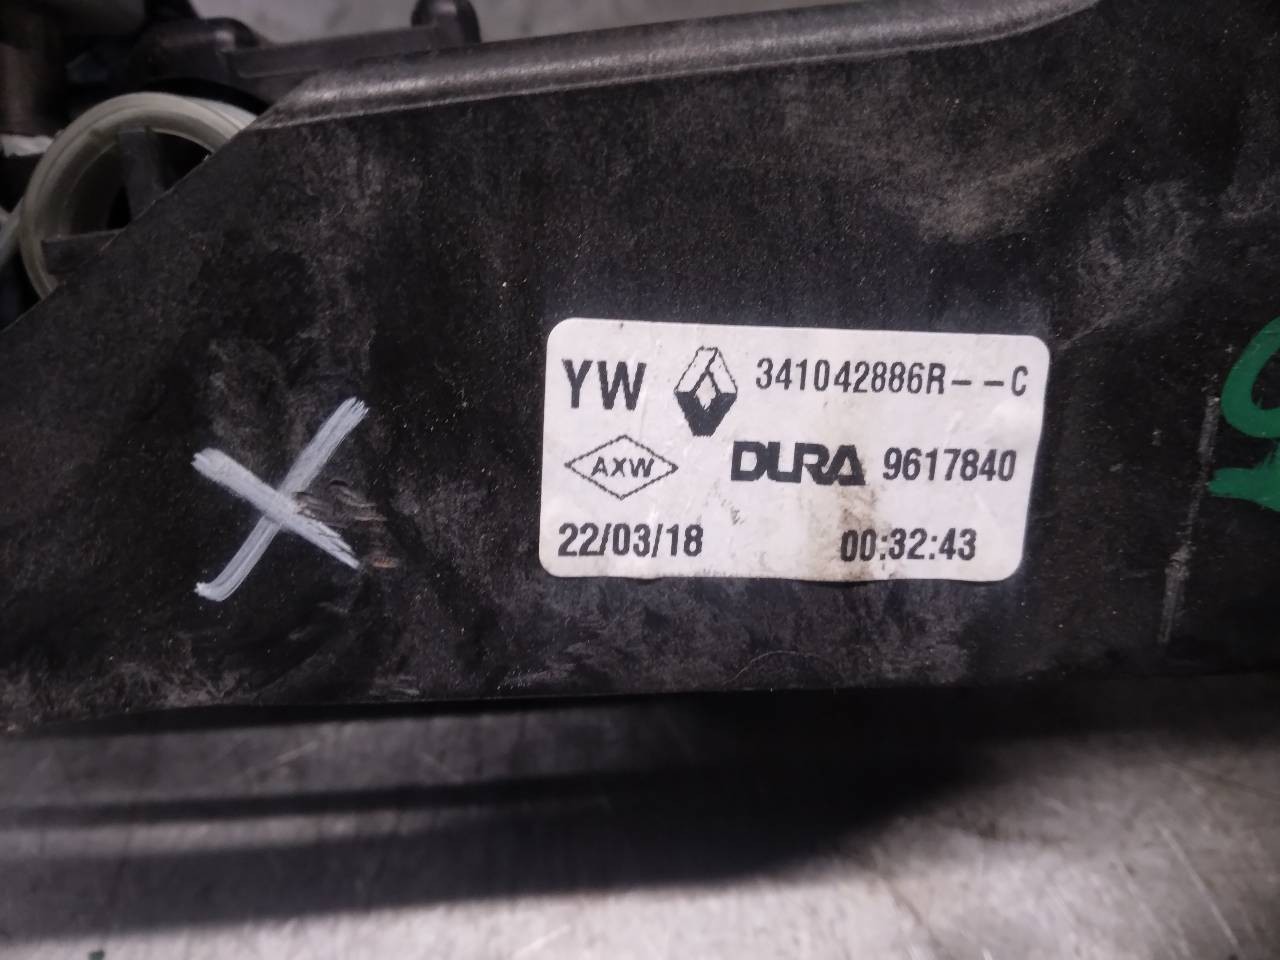 YW 341042886R--C
AXW DURA 9617840
22/03/18 00:32:43